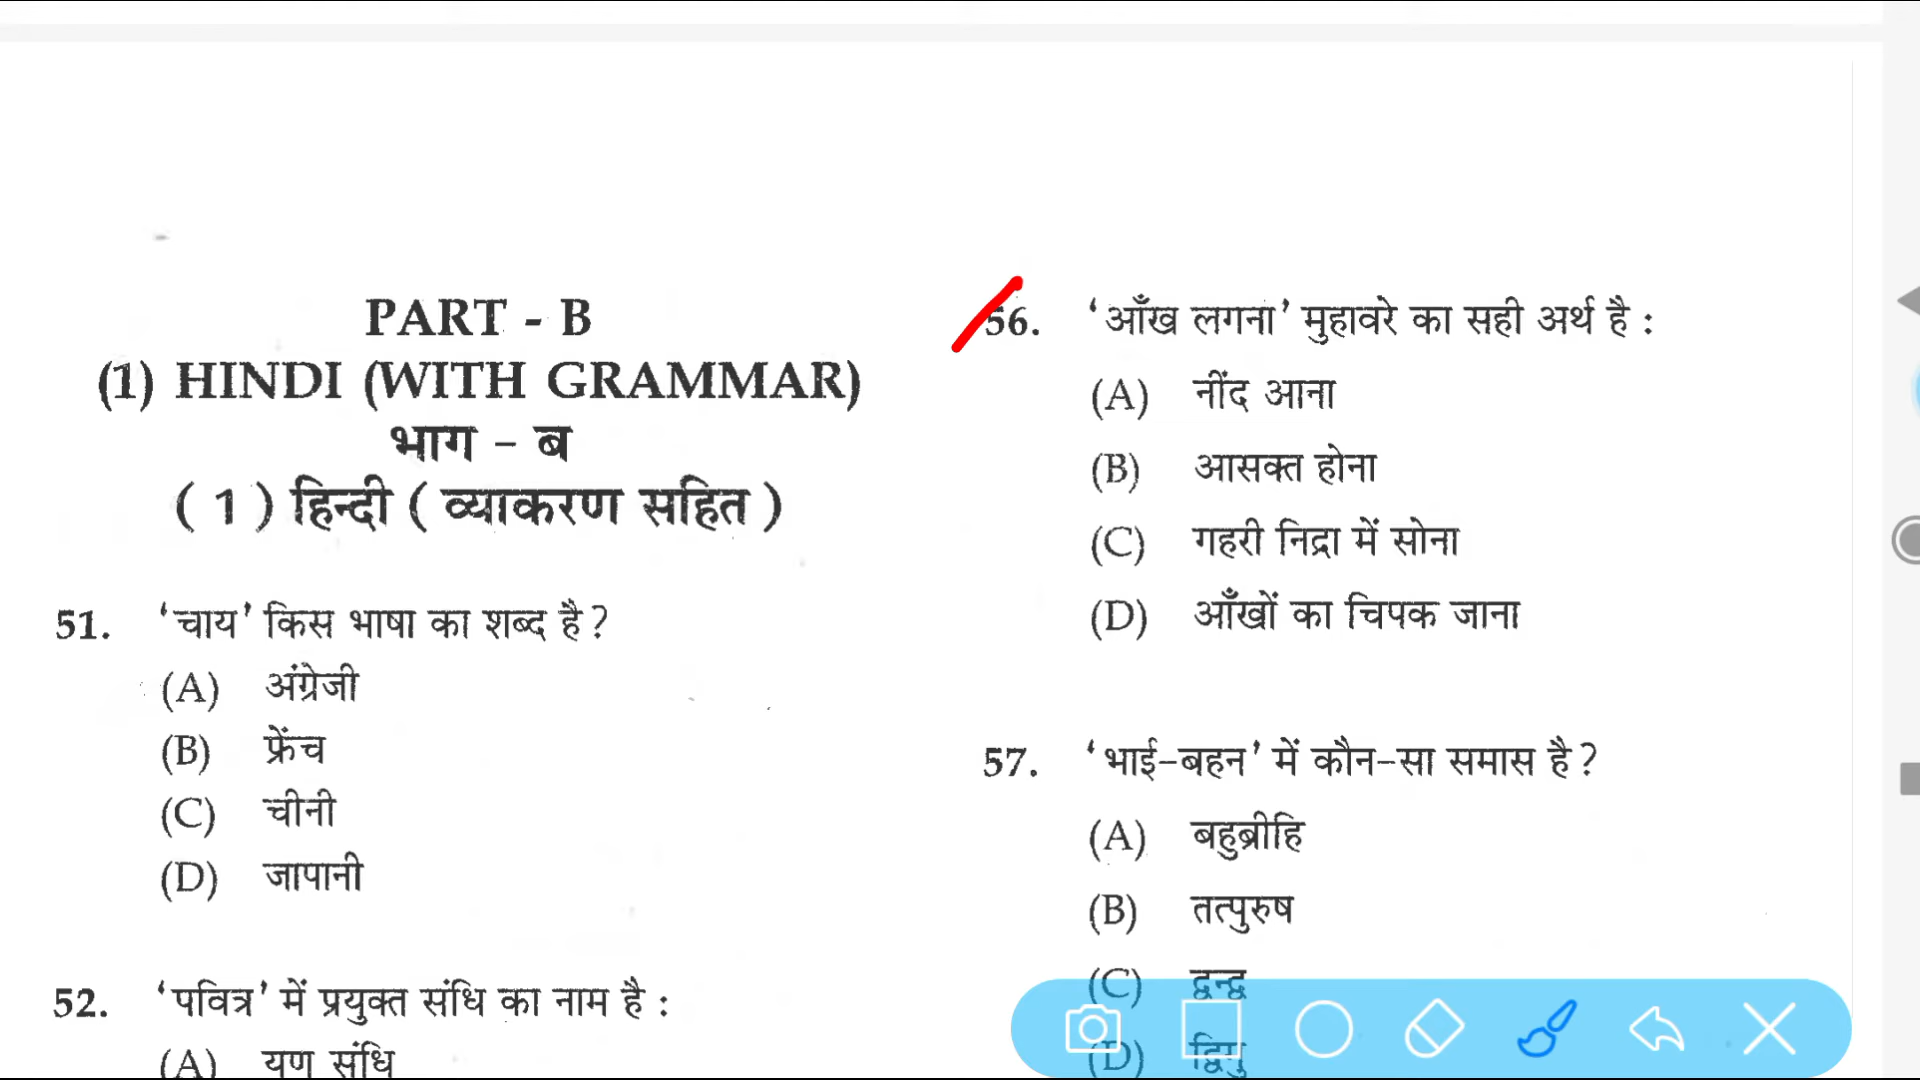 PART - B
(1) HINDI (WITH GRAMMAR)
भाग - ब
( 1 ) हिन्दी ( व्याकरण सहित )
51. ‘चाय’ किस भाषा का शब्द है ?
(A) अंग्रेजी
(B) फ्रेंच
(C) चीनी
(D) जापानी
52. ‘पवित्र’ में प्रयुक्त संधि का नाम है :
(A) यण संधि
56. ‘आँख लगना’ मुहावरे का सही अर्थ है :
(A) नींद आना
(B) आसक्त होना
(C) गहरी निद्रा में सोना
(D) आँखों का चिपक जाना
57. ‘भाई-बहन’ में कौन-सा समास है ?
(A) बहुब्रीहि
(B) तत्पुरुष
(C) द्वन्द्व
(D) द्विगु